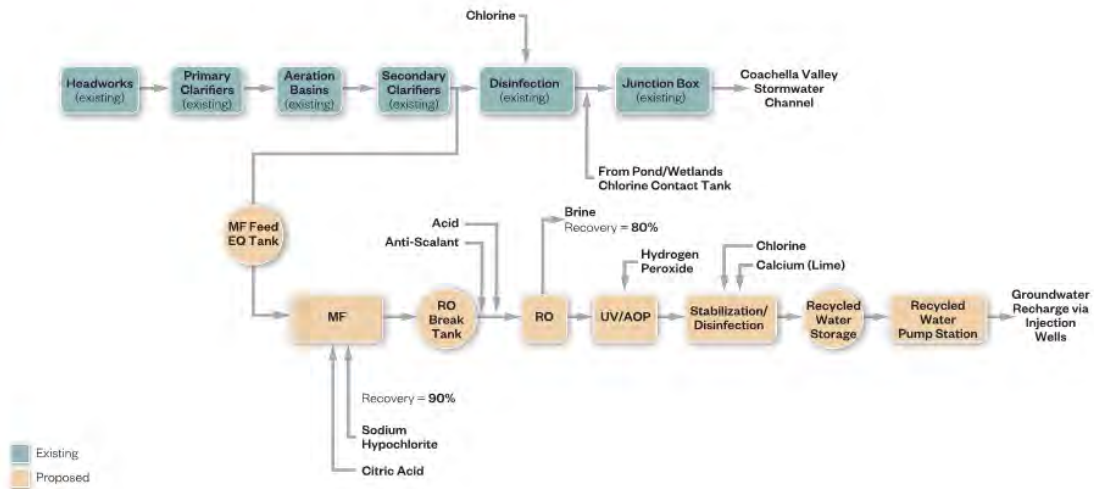 Chlorine
Headworks
(existing)
Primary
Clarifiers
(existing)
Aeration
Basins
(existing)
Secondary
Clarifiers
(existing)
Disinfection
(existing)
Junction Box
(existing)
Coachella Valley
Stormwater
Channel
From Pond/Wetlands
Chlorine Contact Tank
MF Feed
EQ Tank
Acid
Anti-Scalant
Brine
Recovery = 80%
Hydrogen
Peroxide
Chlorine
Calcium (Lime)
MF
RO
Break
Tank
RO
UV/AOP
Stabilization/
Disinfection
Recycled
Water
Storage
Recycled
Water
Pump Station
Groundwater
Recharge via
Injection
Wells
Recovery = 90%
Sodium
Hypochlorite
Citric Acid
Existing
Proposed